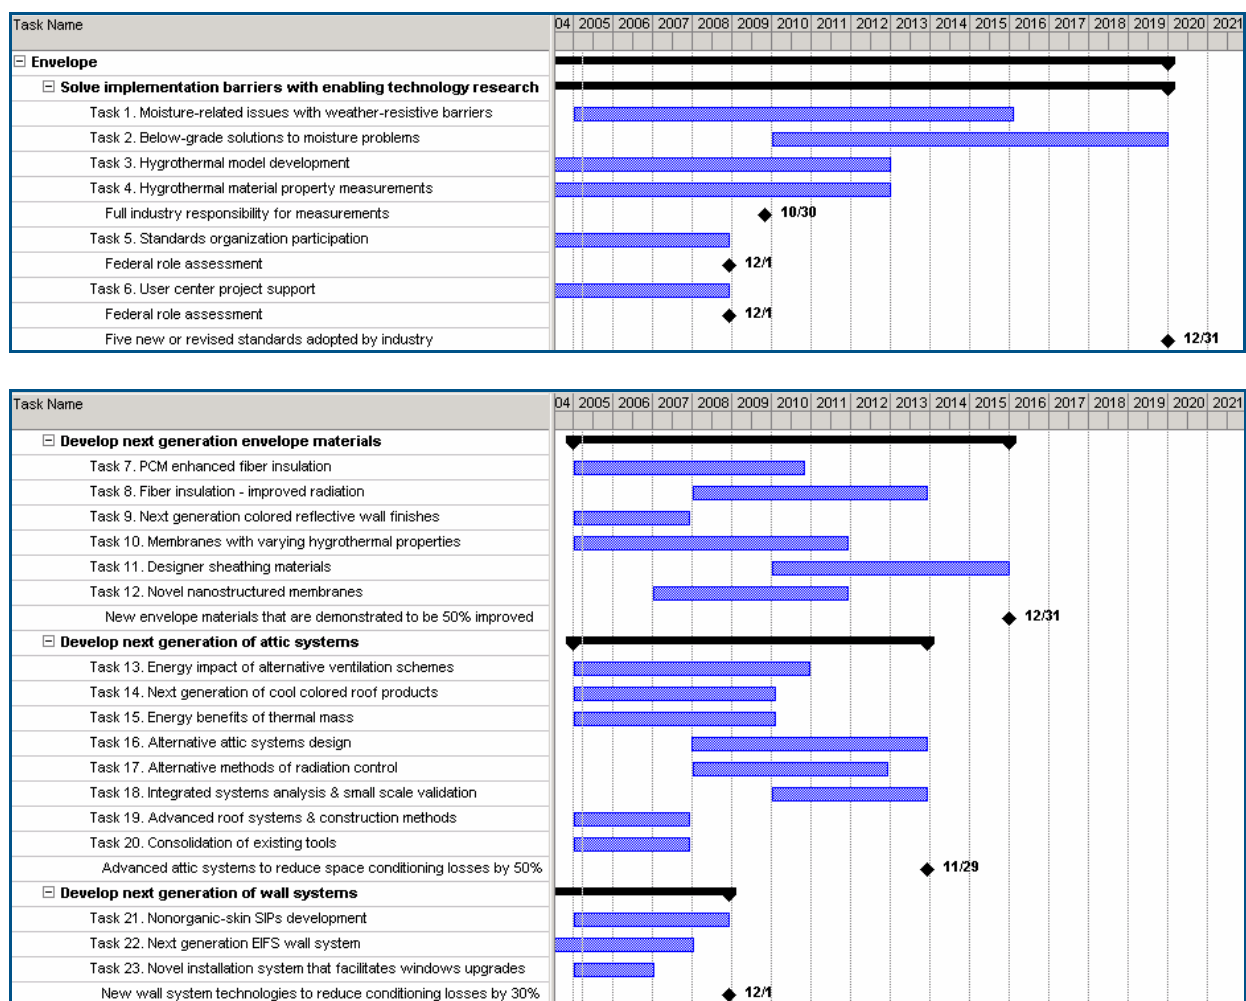 Task Name 04 2005 2006 2007 2008 2009 2010 2011 2012 2013 2014 2015 2016 2017 2018 2019 2020 2021
Envelope
Solve implementation barriers with enabling technology research
Task 1. Moisture-related issues with weather-resistive barriers
Task 2. Below-grade solutions to moisture problems
Task 3. Hygrothermal model development
Task 4. Hygrothermal material property measurements
Full industry responsibility for measurements 10/30
Task 5. Standards organization participation
Federal role assessment 12/1
Task 6. User center project support
Federal role assessment 12/1
Five new or revised standards adopted by industry 12/31
Task Name 04 2005 2006 2007 2008 2009 2010 2011 2012 2013 2014 2015 2016 2017 2018 2019 2020 2021
Develop next generation envelope materials
Task 7. PCM enhanced fiber insulation
Task 8. Fiber insulation - improved radiation
Task 9. Next generation colored reflective wall finishes
Task 10. Membranes with varying hygrothermal properties
Task 11. Designer sheathing materials
Task 12. Novel nanostructured membranes
New envelope materials that are demonstrated to be 50% improved 12/31
Develop next generation of attic systems
Task 13. Energy impact of alternative ventilation schemes
Task 14. Next generation of cool colored roof products
Task 15. Energy benefits of thermal mass
Task 16. Alternative attic systems design
Task 17. Alternative methods of radiation control
Task 18. Integrated systems analysis & small scale validation
Task 19. Advanced roof systems & construction methods
Task 20. Consolidation of existing tools
Advanced attic systems to reduce space conditioning losses by 50% 11/29
Develop next generation of wall systems
Task 21. Nonorganic-skin SIPs development
Task 22. Next generation EIFS wall system
Task 23. Novel installation system that facilitates windows upgrades
New wall system technologies to reduce conditioning losses by 30% 12/1